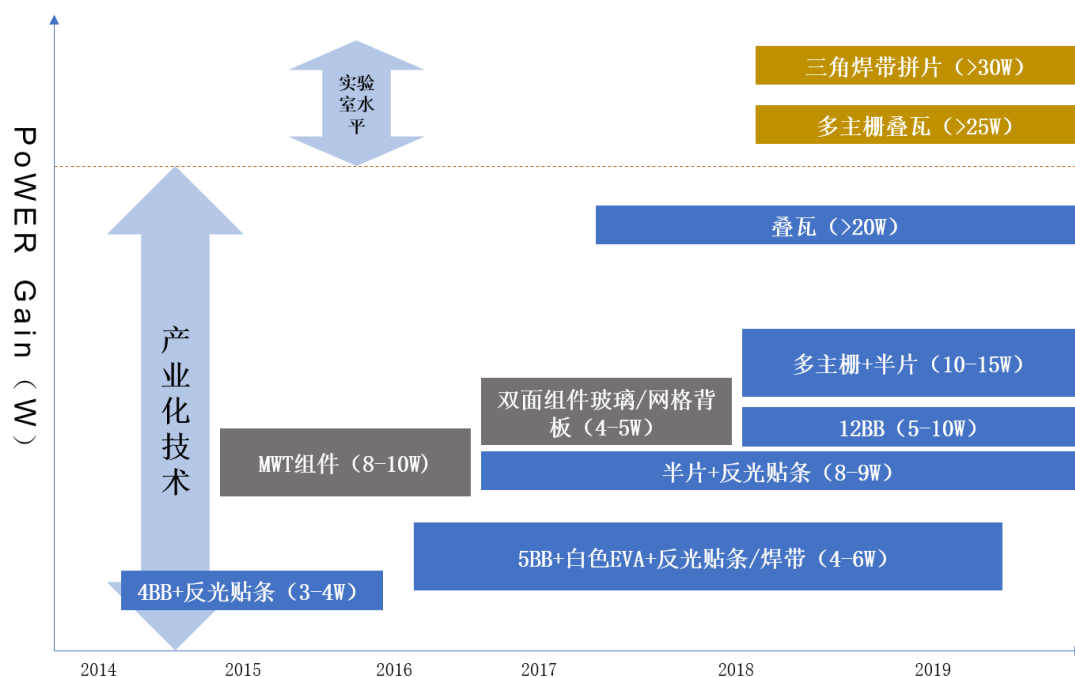 PoWER Gain（W）
实验
室水
平
三角焊带拼片（>30W）
多主栅叠瓦（>25W）
叠瓦（>20W）
产业化技术
多主栅+半片（10-15W）
双面组件玻璃/网格背
板（4-5W）
12BB（5-10W）
MWT组件（8-10W)
半片+反光贴条（8-9W）
5BB+白色EVA+反光贴条/焊带（4-6W）
4BB+反光贴条（3-4W）
2014 2015 2016 2017 2018 2019